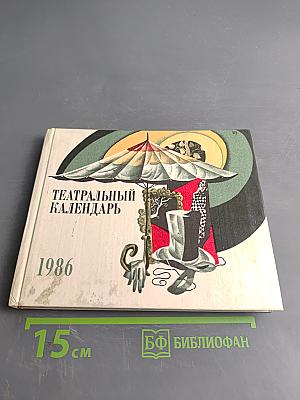 ТЕАТРАЛЬНЫЙ
КАЛЕНДАРЬ
1986
15 см
БФ БИБЛИОФАН